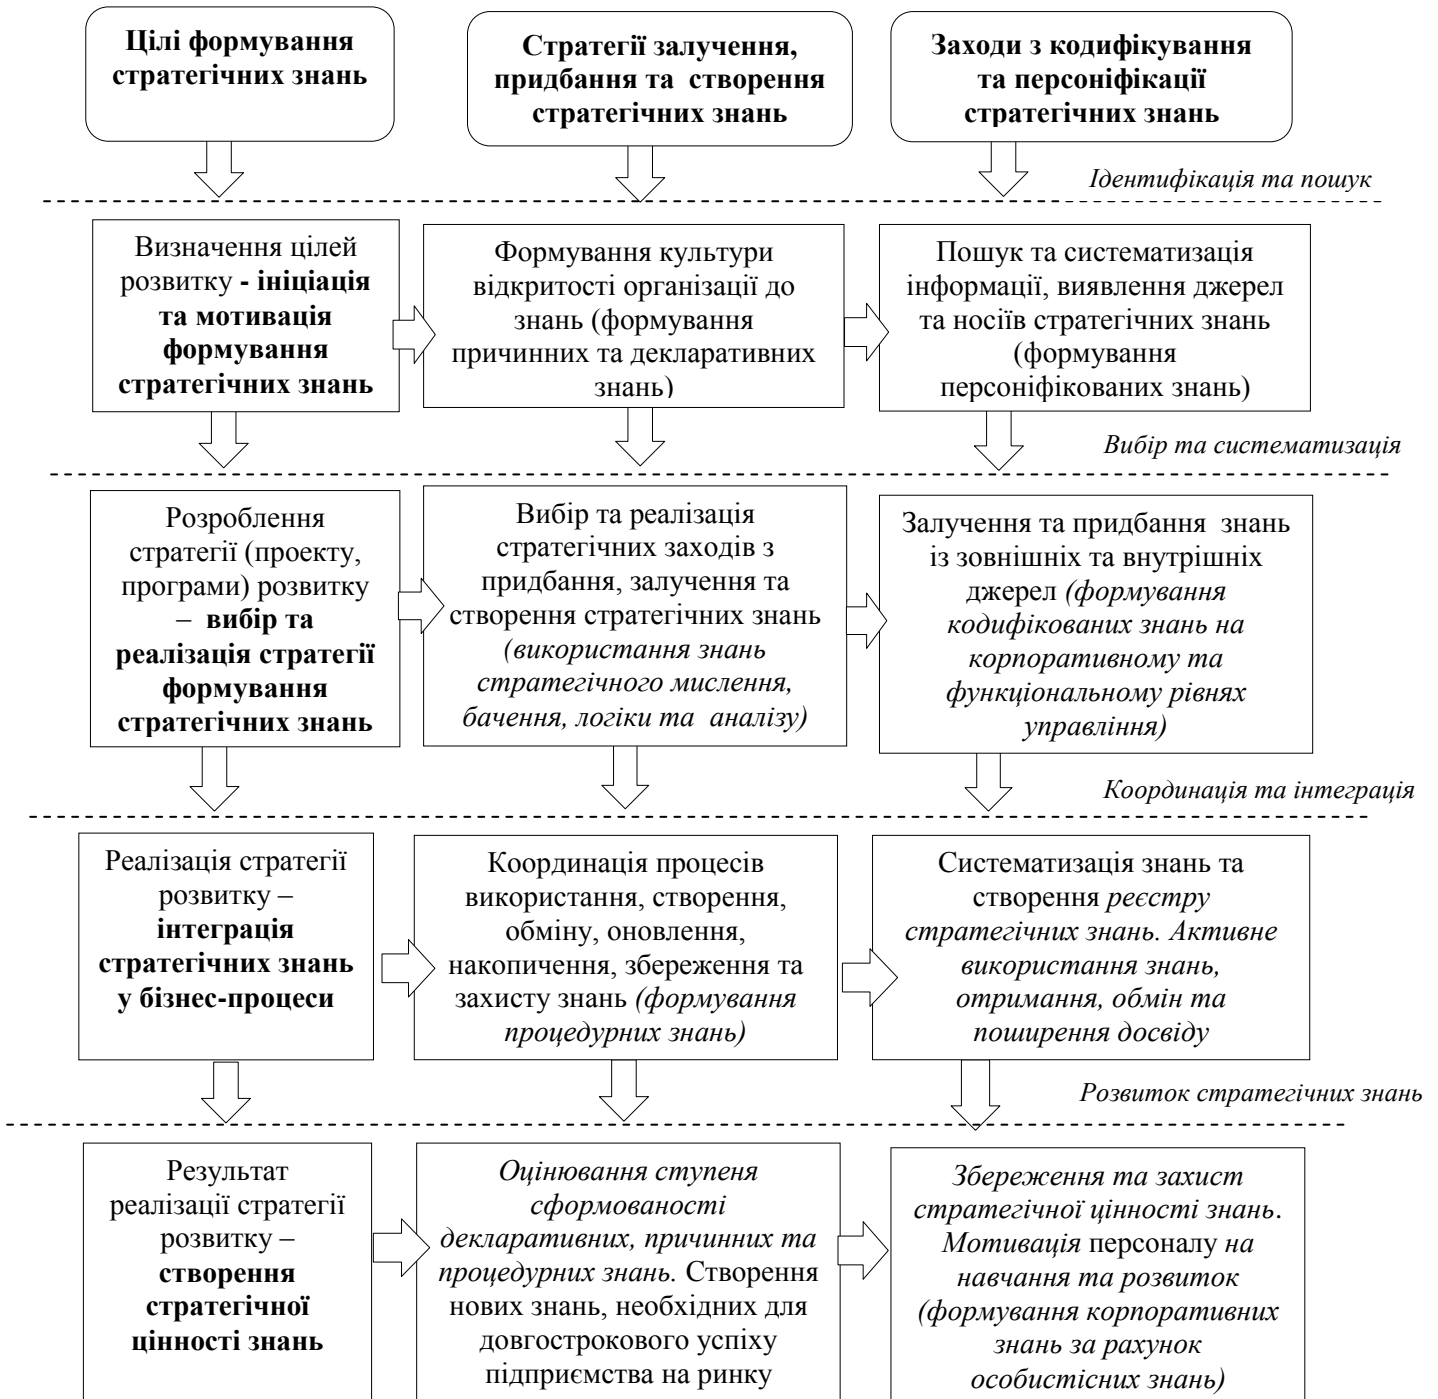 Цілі формування
стратегічних знань
Стратегії залучення,
придбання та створення
стратегічних знань
Заходи з кодифікування
та персоніфікації
стратегічних знань
Ідентифікація та пошук
Визначення цілей
розвитку - ініціація
та мотивація
формування
стратегічних знань
Формування культури
відкритості організації до
знань (формування
причинних та декларативних
знань)
Пошук та систематизація
інформації, виявлення джерел
та носіїв стратегічних знань
(формування
персоніфікованих знань)
Вибір та систематизація
Розроблення
стратегії (проекту,
програми) розвитку
– вибір та
реалізація стратегії
формування
стратегічних знань
Вибір та реалізація
стратегічних заходів з
придбання, залучення та
створення стратегічних знань
(використання знань
стратегічного мислення,
бачення, логіки та аналізу)
Залучення та придбання знань
із зовнішніх та внутрішніх
джерел (формування
кодифікованих знань на
корпоративному та
функціональному рівнях
управління)
Координація та інтеграція
Реалізація стратегії
розвитку –
інтеграція
стратегічних знань
у бізнес-процеси
Координація процесів
використання, створення,
обміну, оновлення,
накопичення, збереження та
захисту знань (формування
процедурних знань)
Систематизація знань та
створення реєстру
стратегічних знань. Активне
використання знань,
отримання, обмін та
поширення досвіду
Розвиток стратегічних знань
Результат
реалізації стратегії
розвитку –
створення
стратегічної
цінності знань
Оцінювання ступеня
сформованості
декларативних, причинних та
процедурних знань. Створення
нових знань, необхідних для
довгострокового успіху
підприємства на ринку
Збереження та захист
стратегічної цінності знань.
Мотивація персоналу на
навчання та розвиток
(формування корпоративних
знань за рахунок
особистісних знань)